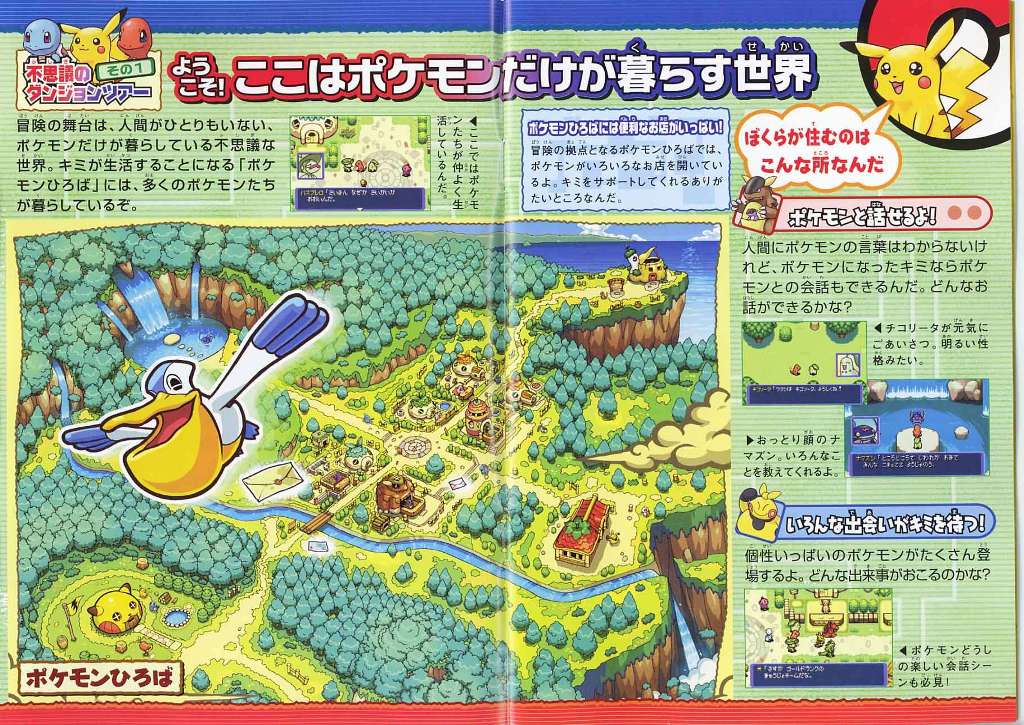 不思議の
ダンジョンツアー
その1
ようこそ! ここはポケモンだけが暮らす世界
冒険の舞台は、人間がひとりもいない、
ポケモンだけが暮らしている不思議な
世界。キミが生活することになる「ポケ
モンひろば」には、多くのポケモンたち
が暮らしているぞ。
◀ここではポケモ
ンたちが仲よく生
活しているんだ。
ポケモンひろばには便利なお店がいっぱい!
冒険の拠点となるポケモンひろばでは、
ポケモンがいろいろなお店を開いてい
るよ。キミをサポートしてくれるありが
たいところなんだ。
ぼくらが住むのは
こんな所なんだ
ポケモンと話せるよ!
人間にポケモンの言葉はわからないけ
れど、ポケモンになったキミならポケ
モンとの会話もできるんだ。どんなお
話ができるかな?
◀チコリータが元気に
ごあいさつ。明るい性
格みたい。
▶おっとり顔のナ
マズン。いろんなこ
とを教えてくれるよ。
いろんな出会いがキミを待つ!
個性いっぱいのポケモンがたくさん登
場するよ。どんな出来事がおこるのかな?
◀ポケモンどうし
の楽しい会話シー
ンも必見!
ポケモンひろば